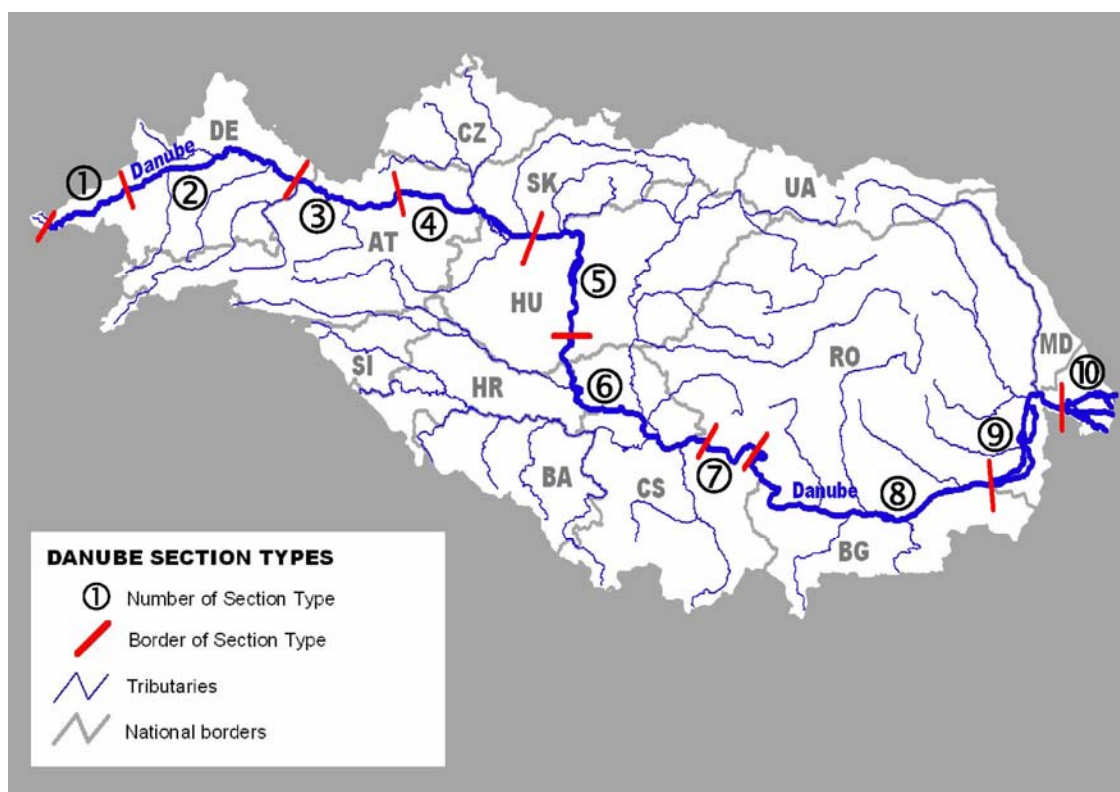 DE
CZ
Danube
①
②
SK
UA
③
④
AT
⑤
HU
MD
RO
⑩
SI
HR
⑥
⑨
⑦
BA
CS
Danube
⑧
BG
DANUBE SECTION TYPES
① Number of Section Type
Border of Section Type
Tributaries
National borders